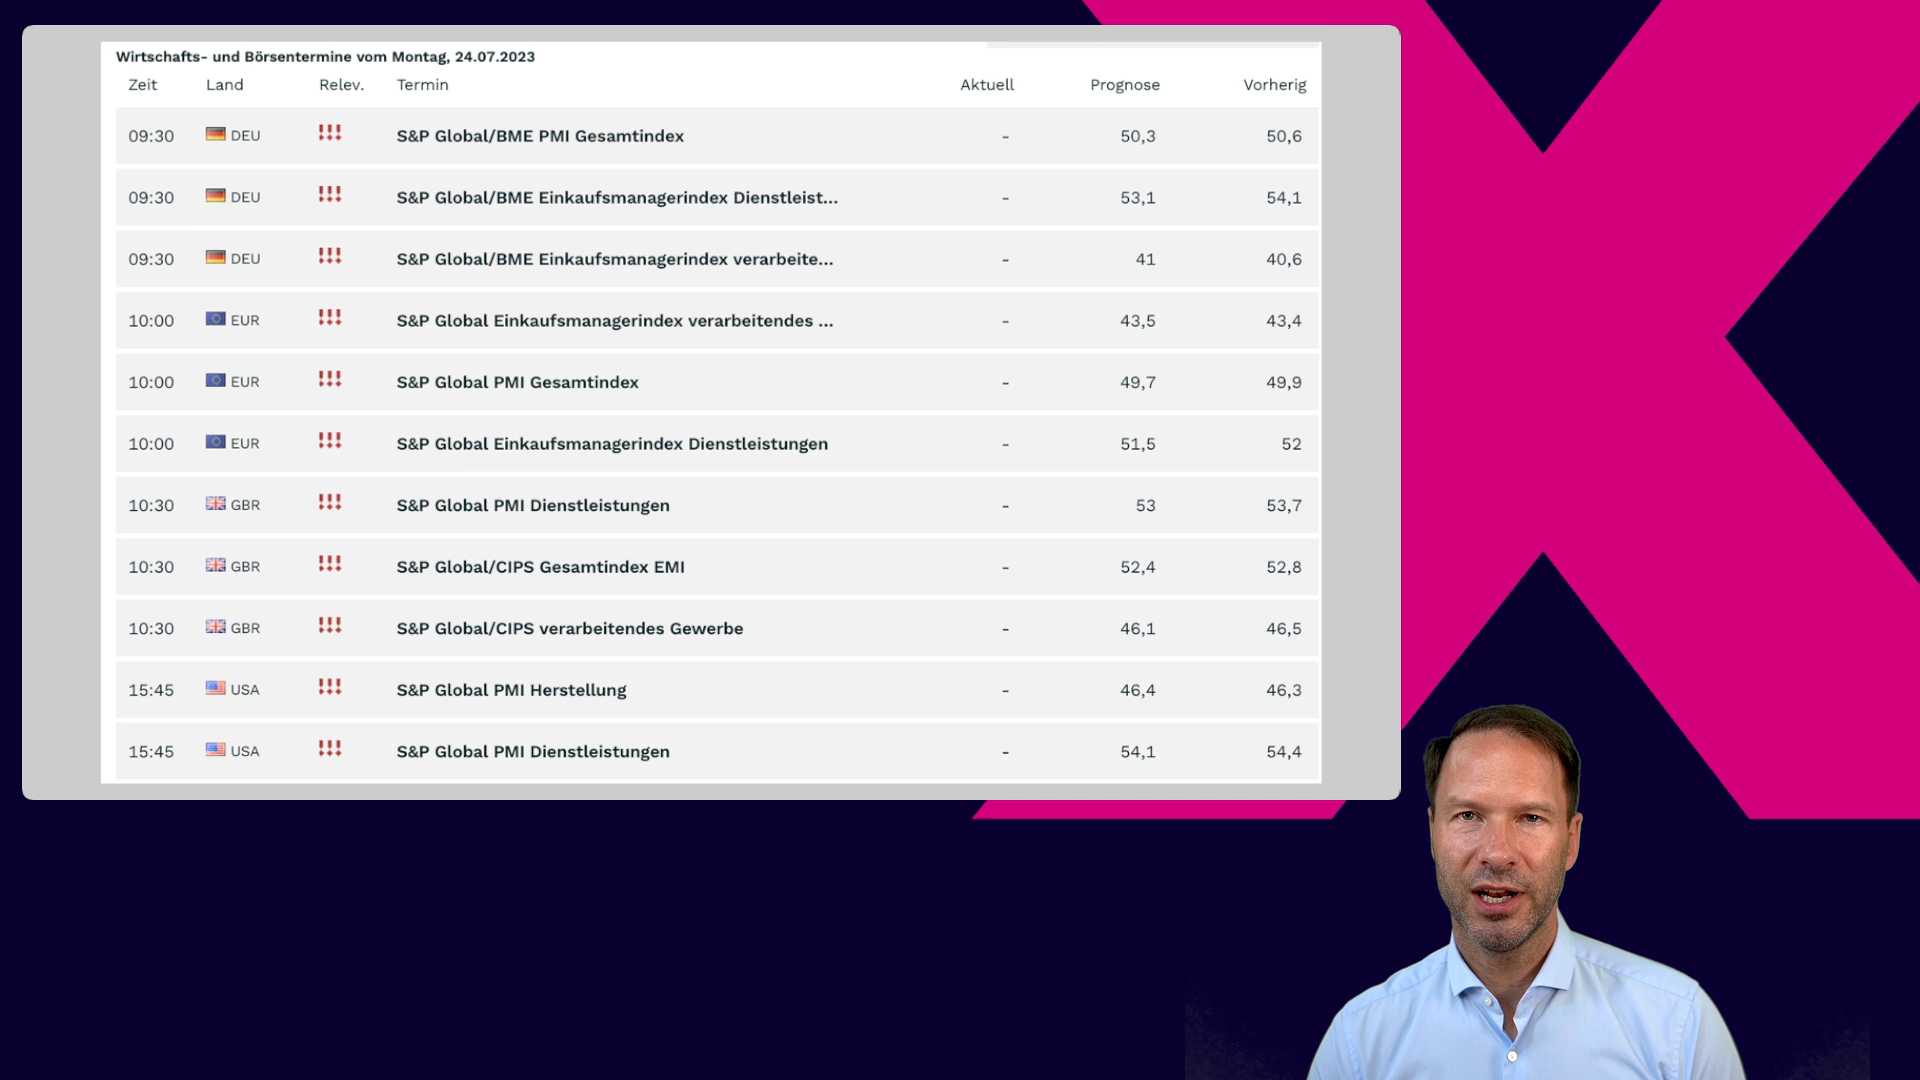 Wirtschafts- und Börsentermine vom Montag, 24.07.2023
Zeit Land Relev. Termin Aktuell Prognose Vorherig
09:30 DEU !!! S&P Global/BME PMI Gesamtindex - 50,3 50,6
09:30 DEU !!! S&P Global/BME Einkaufsmanagerindex Dienstleist... - 53,1 54,1
09:30 DEU !!! S&P Global/BME Einkaufsmanagerindex verarbeite... - 41 40,6
10:00 EUR !!! S&P Global Einkaufsmanagerindex verarbeitendes ... - 43,5 43,4
10:00 EUR !!! S&P Global PMI Gesamtindex - 49,7 49,9
10:00 EUR !!! S&P Global Einkaufsmanagerindex Dienstleistungen - 51,5 52
10:30 GBR !!! S&P Global PMI Dienstleistungen - 53 53,7
10:30 GBR !!! S&P Global/CIPS Gesamtindex EMI - 52,4 52,8
10:30 GBR !!! S&P Global/CIPS verarbeitendes Gewerbe - 46,1 46,5
15:45 USA !!! S&P Global PMI Herstellung - 46,4 46,3
15:45 USA !!! S&P Global PMI Dienstleistungen - 54,1 54,4